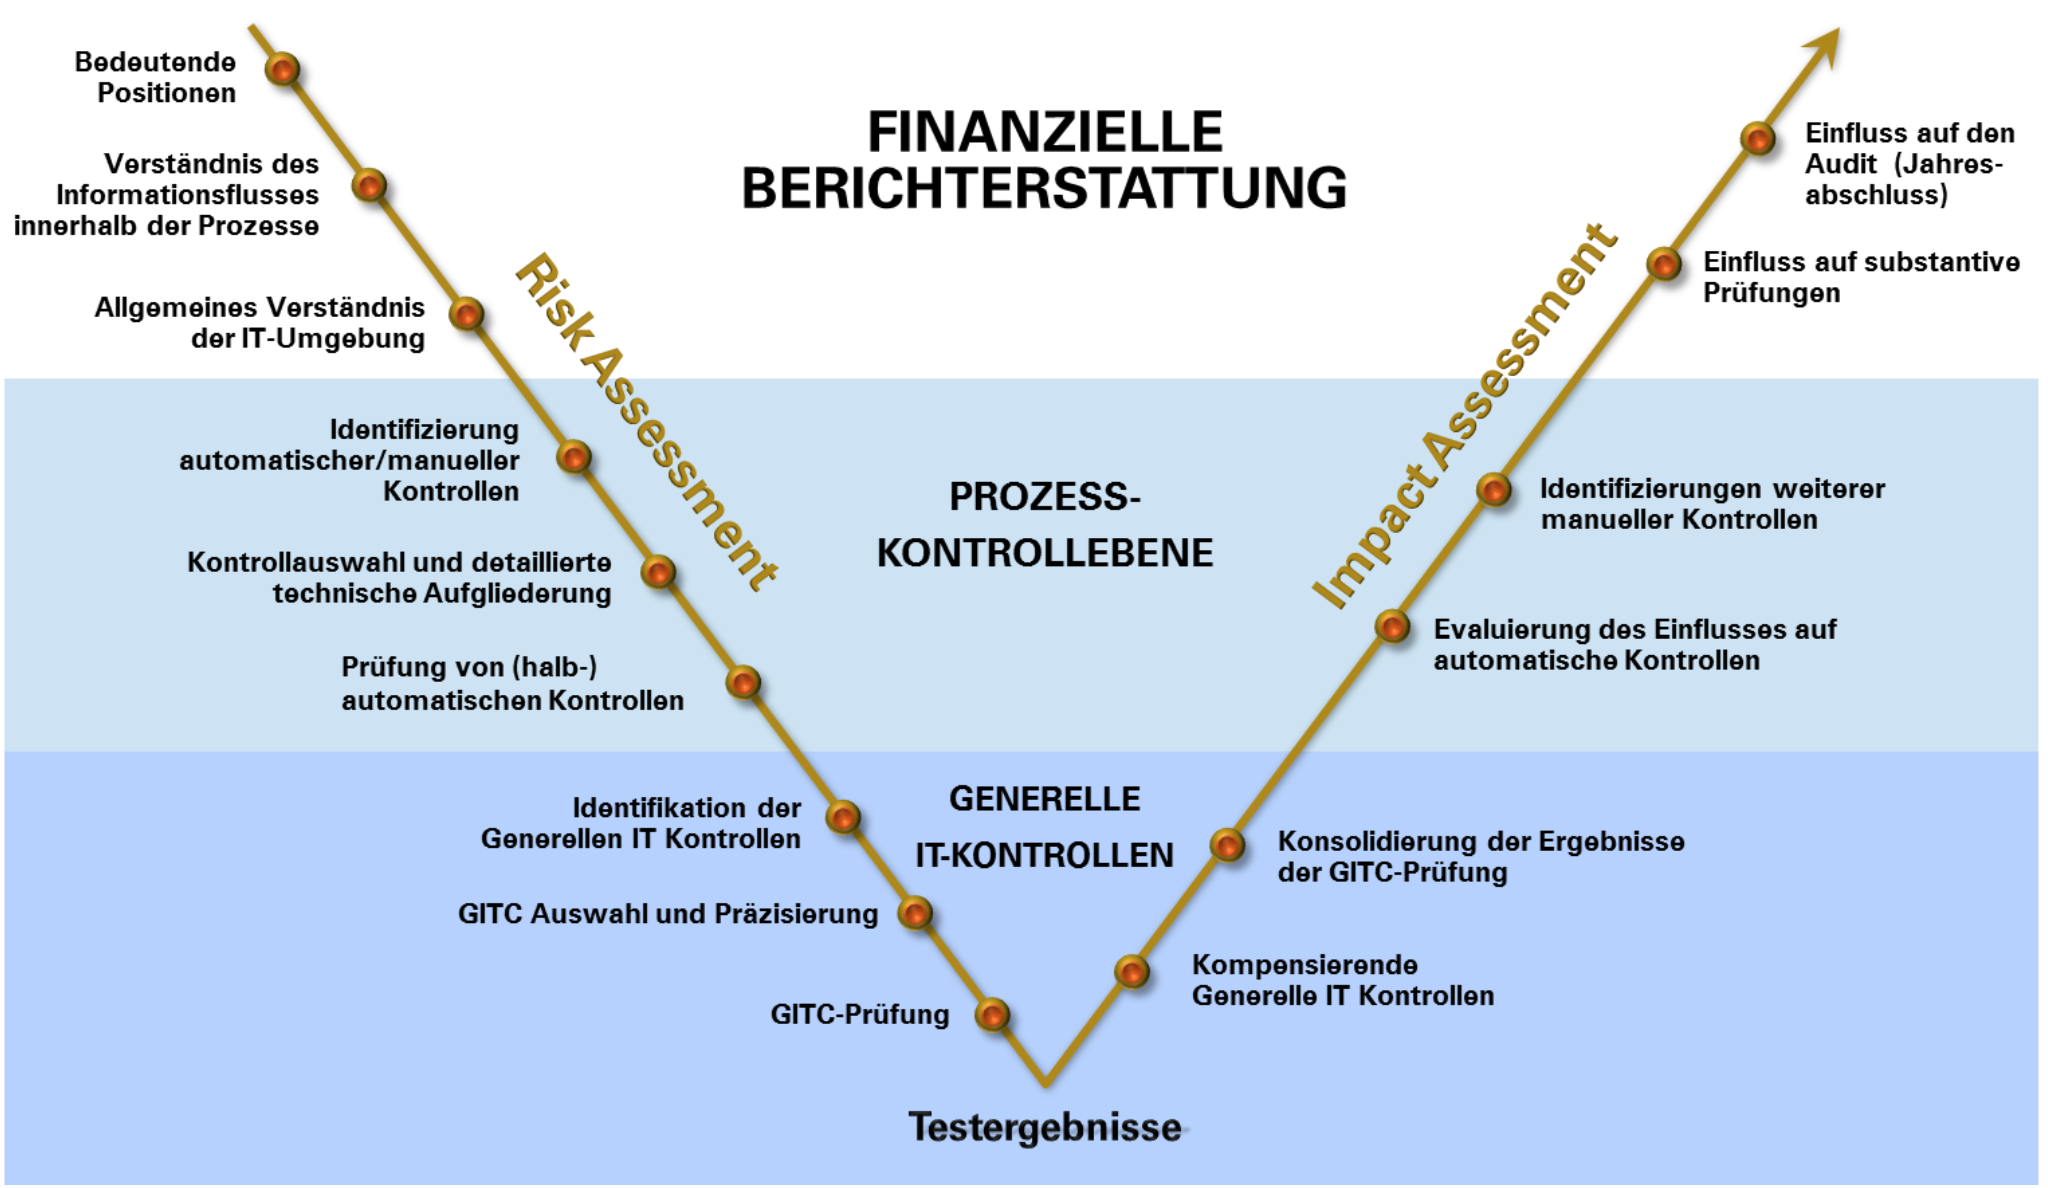 Bedeutende
Positionen
Verständnis des
Informationsflusses
innerhalb der Prozesse
Allgemeines Verständnis
der IT-Umgebung
Identifizierung
automatischer/manueller
Kontrollen
Kontrollauswahl und detaillierte
technische Aufgliederung
Prüfung von (halb-)
automatischen Kontrollen
Identifikation der
Generellen IT Kontrollen
GITC Auswahl und Präzisierung
GITC-Prüfung
Risk Assessment
FINANZIELLE
BERICHTERSTATTUNG
PROZESS-
KONTROLLEBENE
GENERELLE
IT-KONTROLLEN
Testergebnisse
Impact Assessment
Einfluss auf den
Audit (Jahres-
abschluss)
Einfluss auf substantive
Prüfungen
Identifizierungen weiterer
manueller Kontrollen
Evaluierung des Einflusses auf
automatische Kontrollen
Konsolidierung der Ergebnisse
der GITC-Prüfung
Kompensierende
Generelle IT Kontrollen